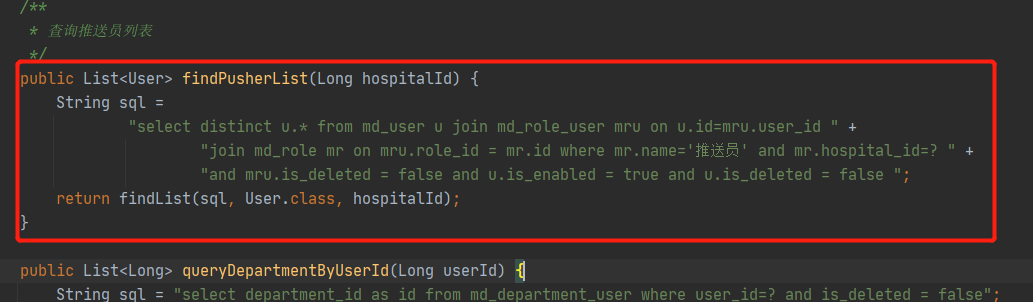 /**
* 查询推送员列表
*/
public List<User> findPusherList(Long hospitalId) {
String sql =
"select distinct u.* from md_user u join md_role_user mru on u.id=mru.user_id " +
"join md_role mr on mru.role_id = mr.id where mr.name='推送员' and mr.hospital_id=? " +
"and mru.is_deleted = false and u.is_enabled = true and u.is_deleted = false ";
return findList(sql, User.class, hospitalId);
}
public List<Long> queryDepartmentByUserId(Long userId) {
String sql = "select department_id as id from md_department_user where user_id=? and is_deleted = false";